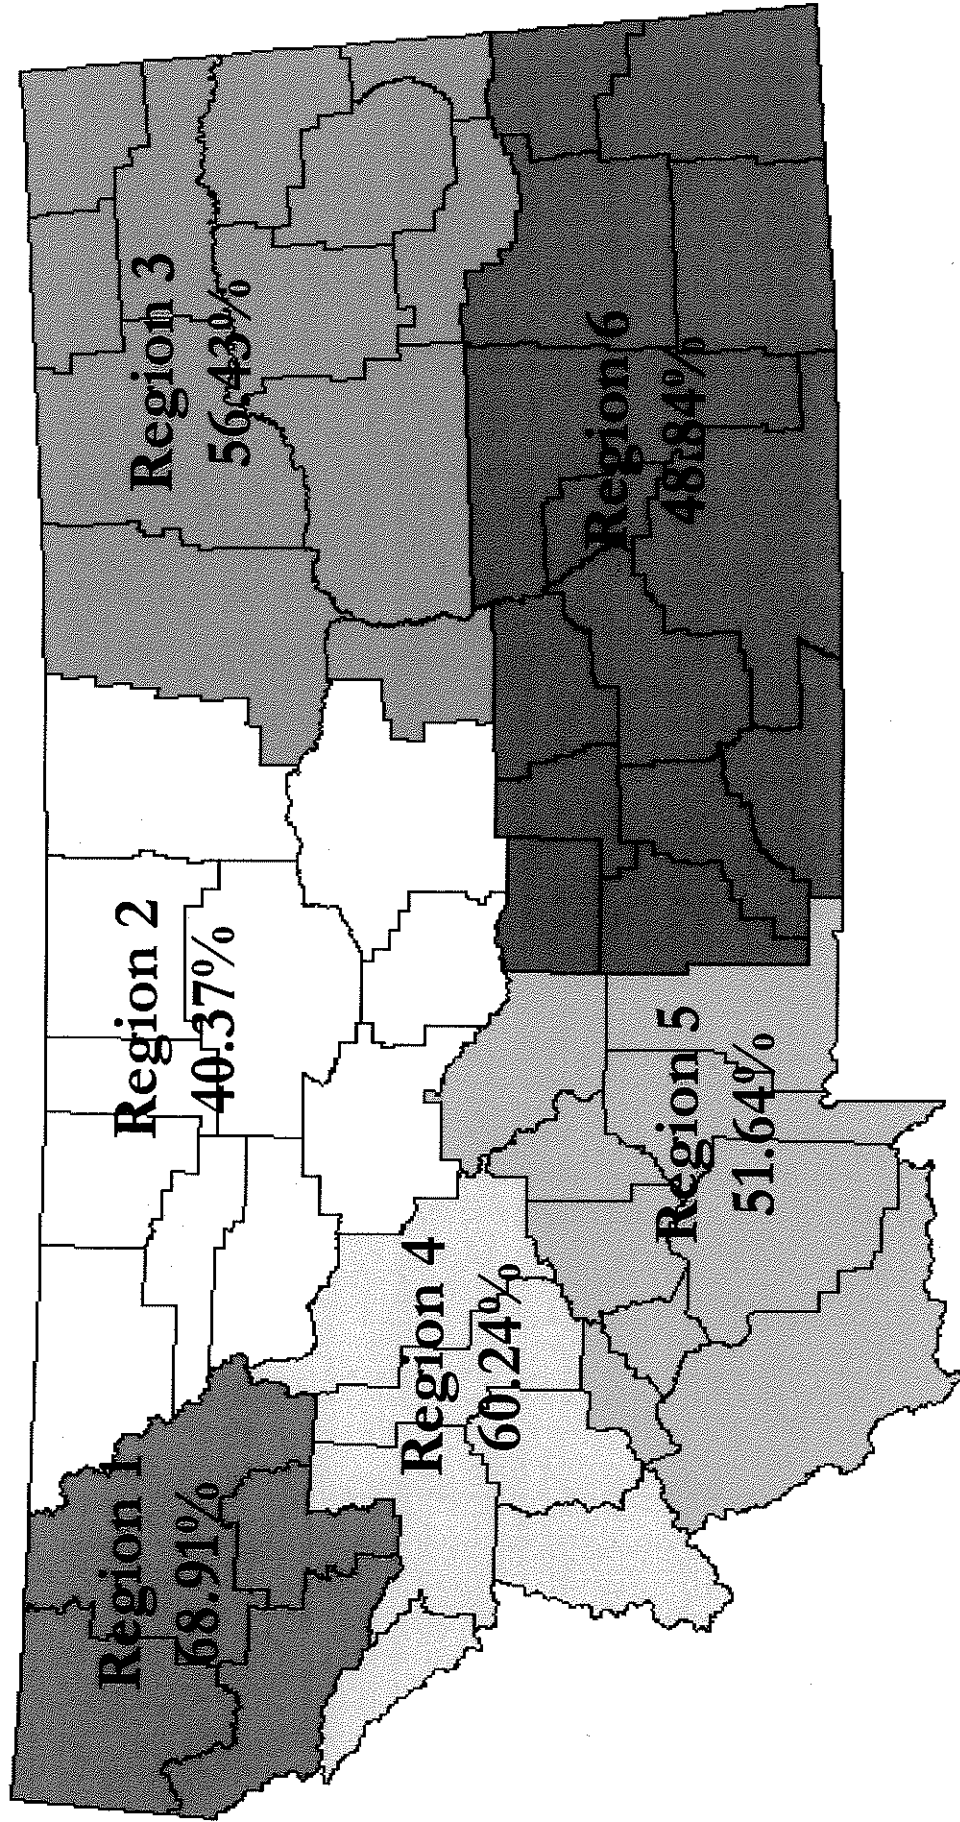 Region 1
68.91%
Region 2
40.37%
Region 3
56.43%
Region 4
60.24%
Region 5
51.64%
Region 6
48.84%